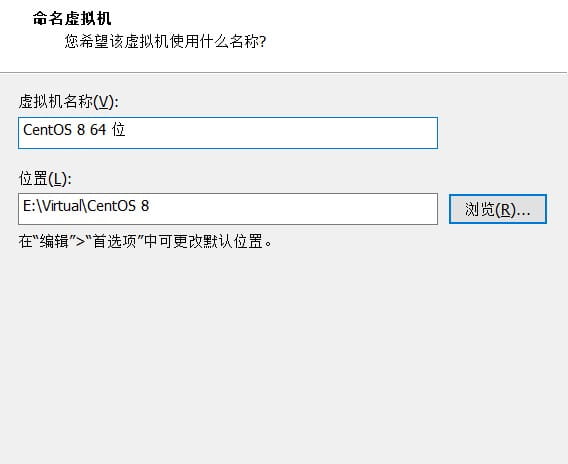 命名虚拟机
您希望该虚拟机使用什么名称?
虚拟机名称(V):
CentOS 8 64 位
位置(L):
E:\Virtual\CentOS 8
浏览(R)...
在“编辑”>“首选项”中可更改默认位置。